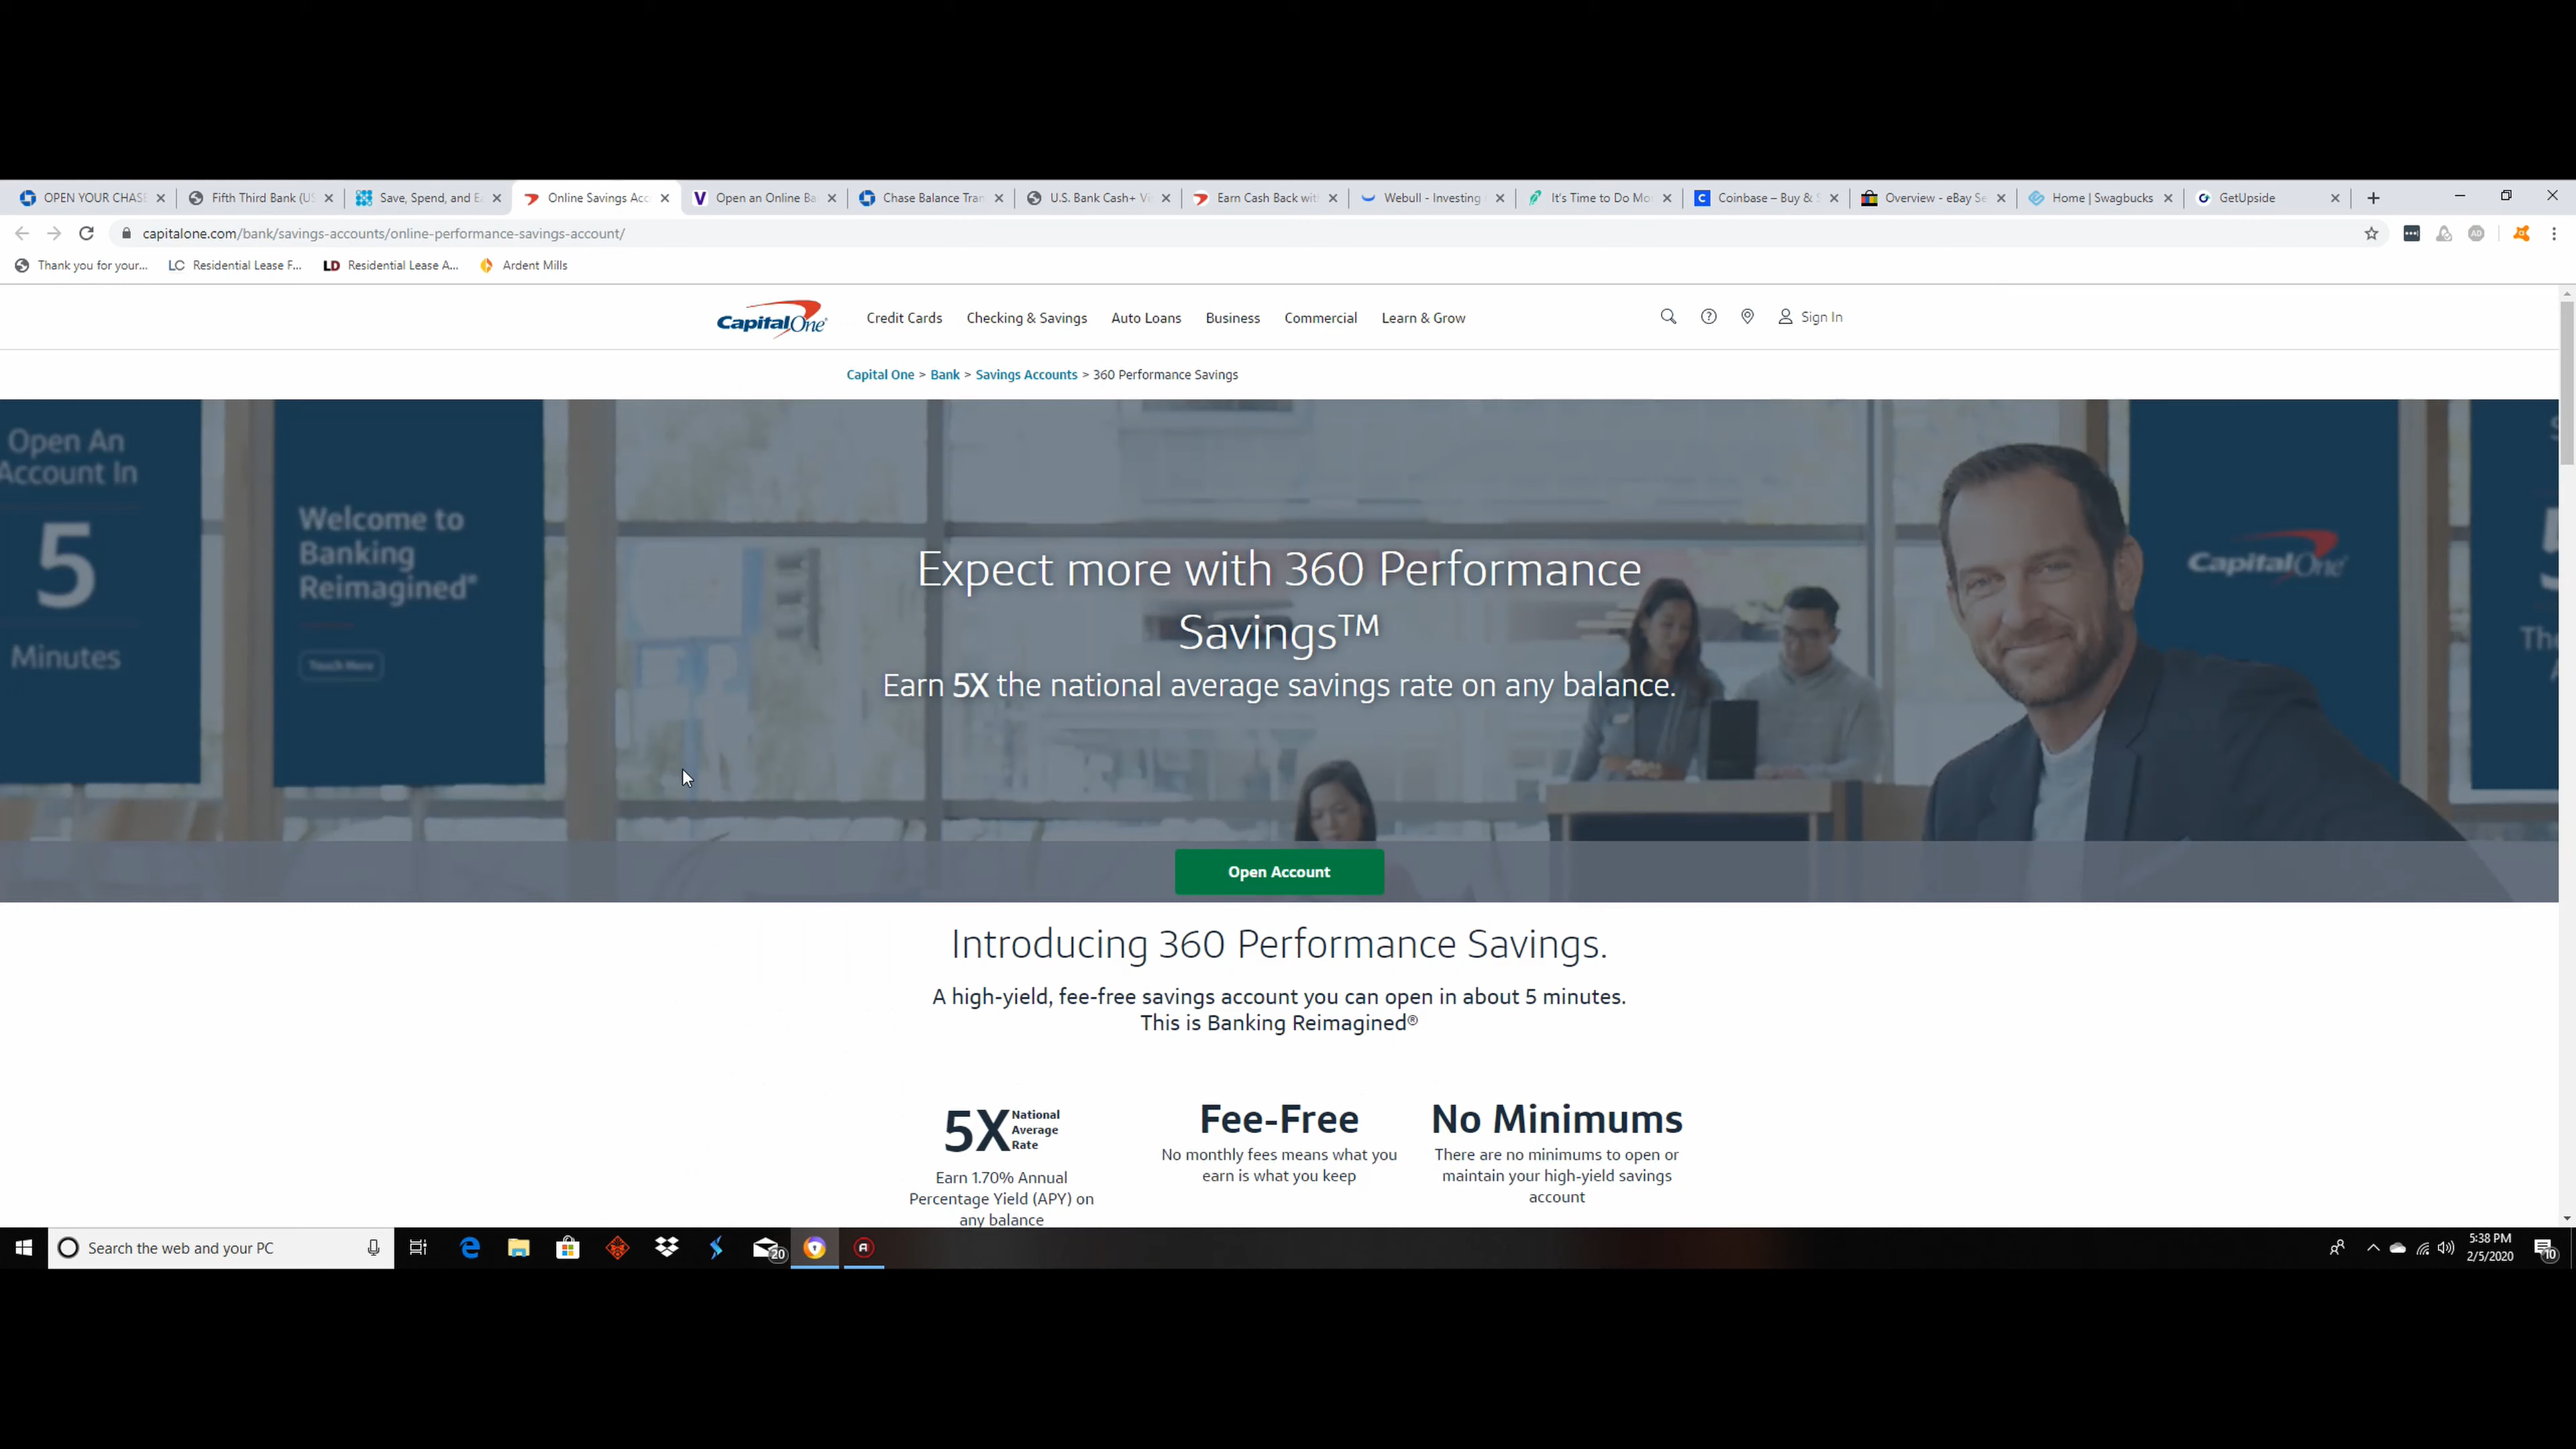 OPEN YOUR CHASE
Fifth Third Bank (US
Save, Spend, and E
Online Savings Acc
Open an Online Ba
Chase Balance Tran
U.S. Bank Cash+ Vi
Earn Cash Back with
Webull - Investing
It's Time to Do Mo
Coinbase – Buy & S
Overview - eBay Se
Home | Swagbucks
GetUpside
capitalone.com/bank/savings-accounts/online-performance-savings-account/
Thank you for your...
LC Residential Lease F...
LD Residential Lease A...
Ardent Mills
CapitalOne
Credit Cards
Checking & Savings
Auto Loans
Business
Commercial
Learn & Grow
Sign In
Capital One > Bank > Savings Accounts > 360 Performance Savings
Open An
Account In
5
Minutes
Welcome to
Banking
Reimagined®
Touch Here
CapitalOne
Expect more with 360 Performance
Savings™
Earn 5X the national average savings rate on any balance.
Open Account
Introducing 360 Performance Savings.
A high-yield, fee-free savings account you can open in about 5 minutes.
This is Banking Reimagined®
5X National
Average
Rate
Earn 1.70% Annual
Percentage Yield (APY) on
any balance
Fee-Free
No monthly fees means what you
earn is what you keep
No Minimums
There are no minimums to open or
maintain your high-yield savings
account
Search the web and your PC
20
5:38 PM
2/5/2020
10